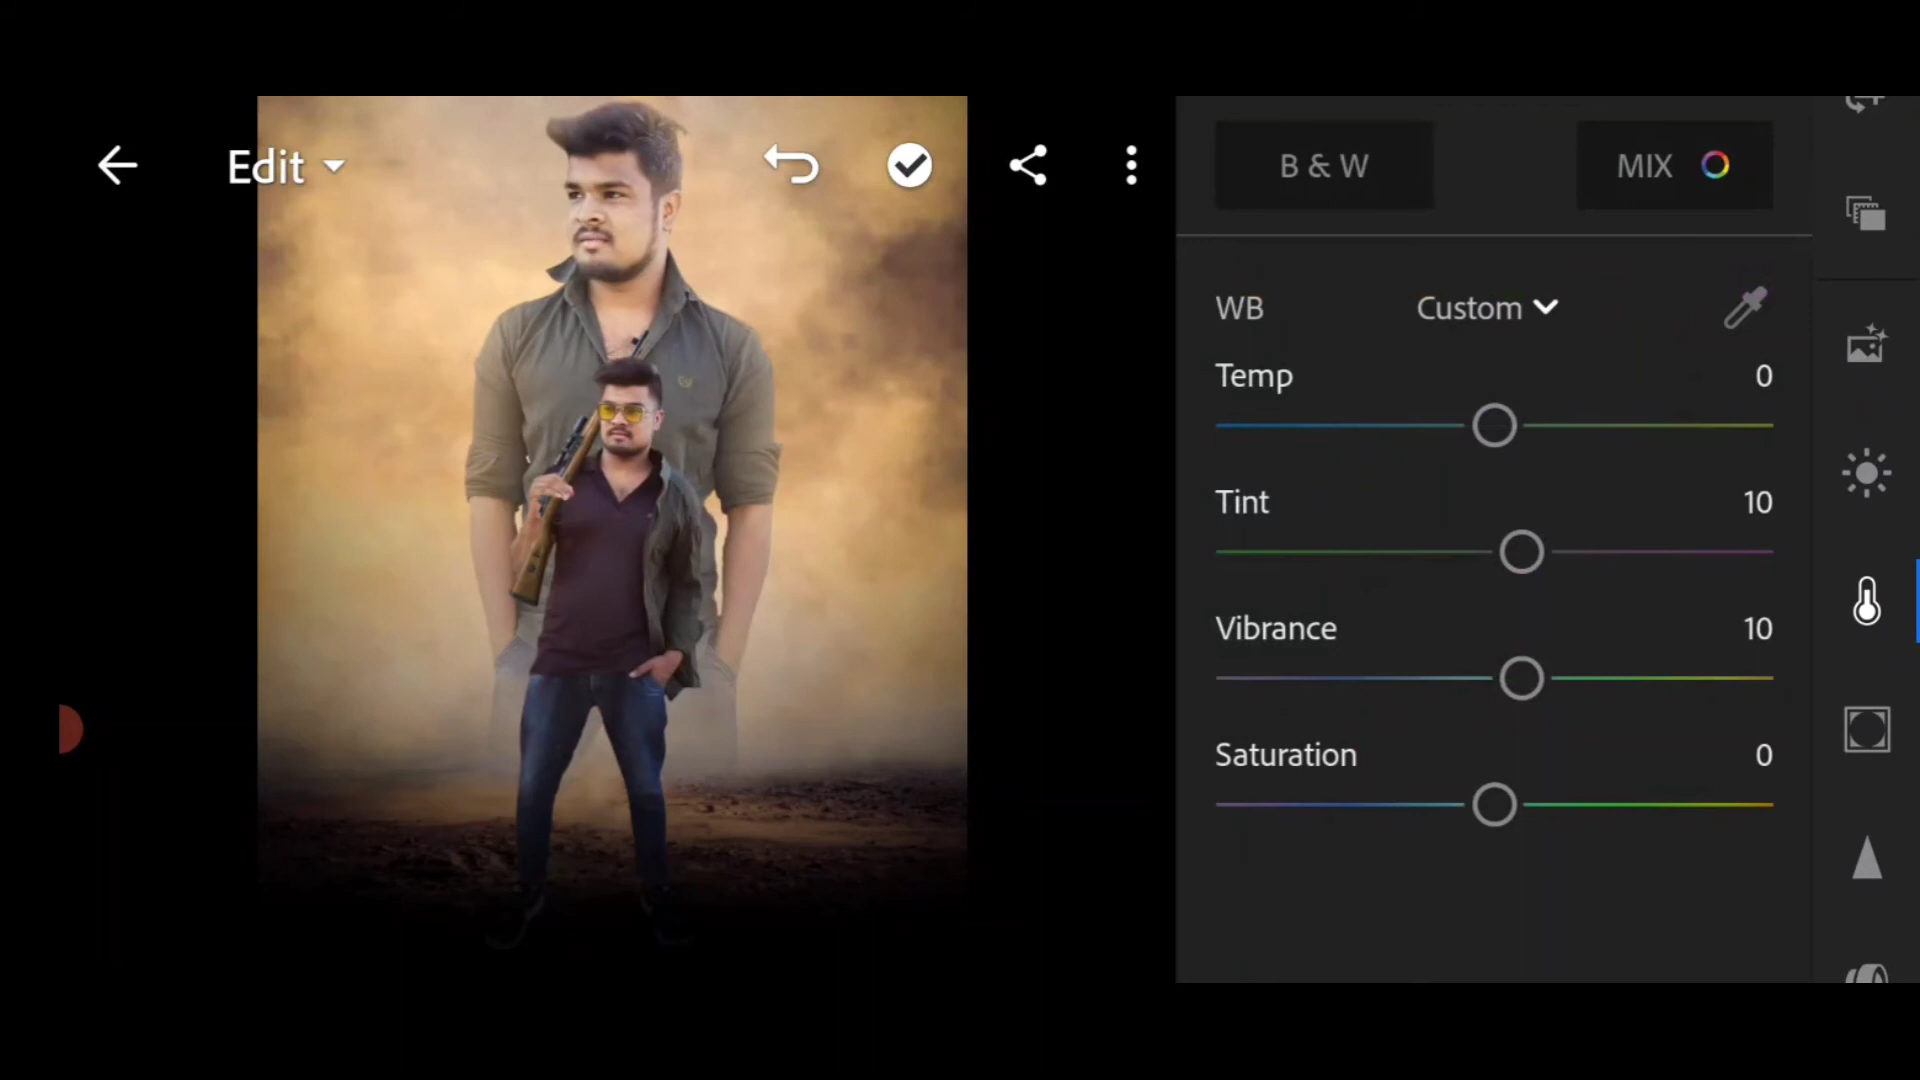 Edit
B & W
MIX
WB
Custom
Temp
0
Tint
10
Vibrance
10
Saturation
0